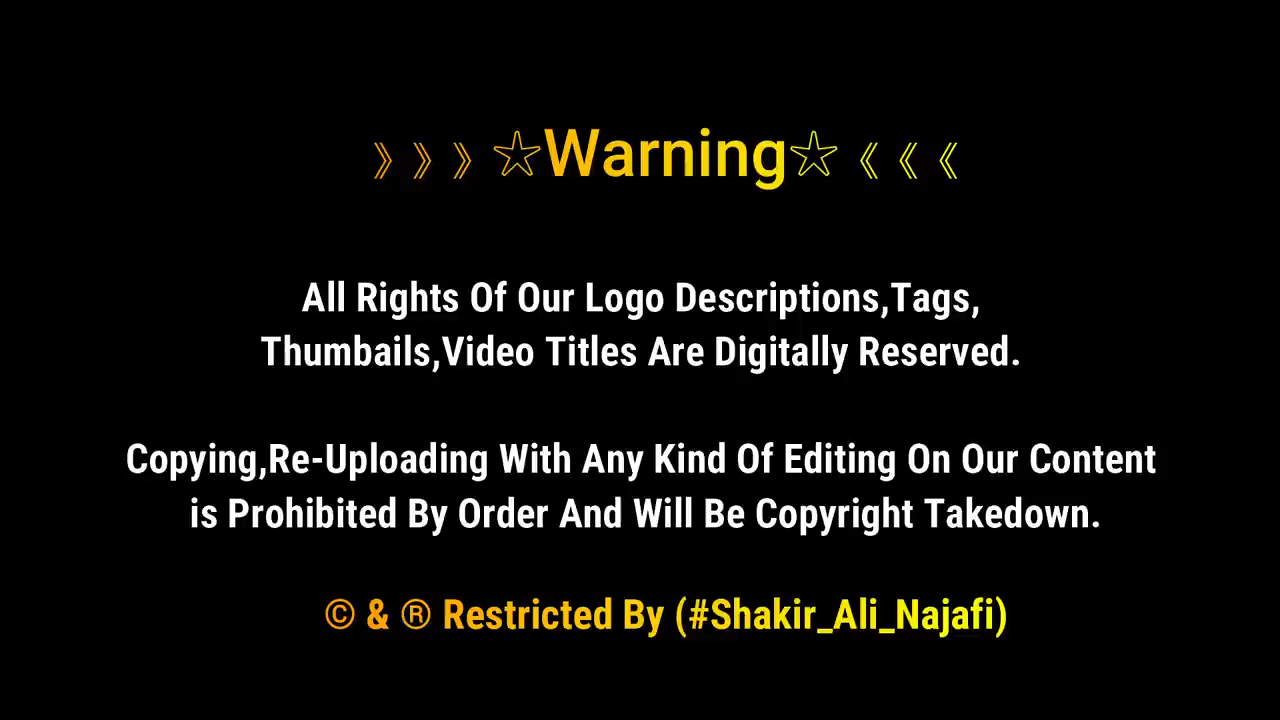 》 》 》 ☆Warning☆ 《 《 《
All Rights Of Our Logo Descriptions,Tags,
Thumbails,Video Titles Are Digitally Reserved.
Copying,Re-Uploading With Any Kind Of Editing On Our Content
is Prohibited By Order And Will Be Copyright Takedown.
© & ® Restricted By (#Shakir_Ali_Najafi)